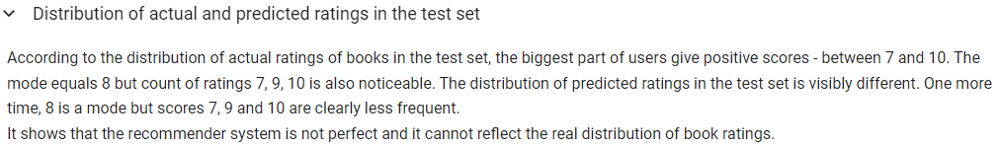 Distribution of actual and predicted ratings in the test set
According to the distribution of actual ratings of books in the test set, the biggest part of users give positive scores - between 7 and 10. The
mode equals 8 but count of ratings 7, 9, 10 is also noticeable. The distribution of predicted ratings in the test set is visibly different. One more
time, 8 is a mode but scores 7, 9 and 10 are clearly less frequent.
It shows that the recommender system is not perfect and it cannot reflect the real distribution of book ratings.